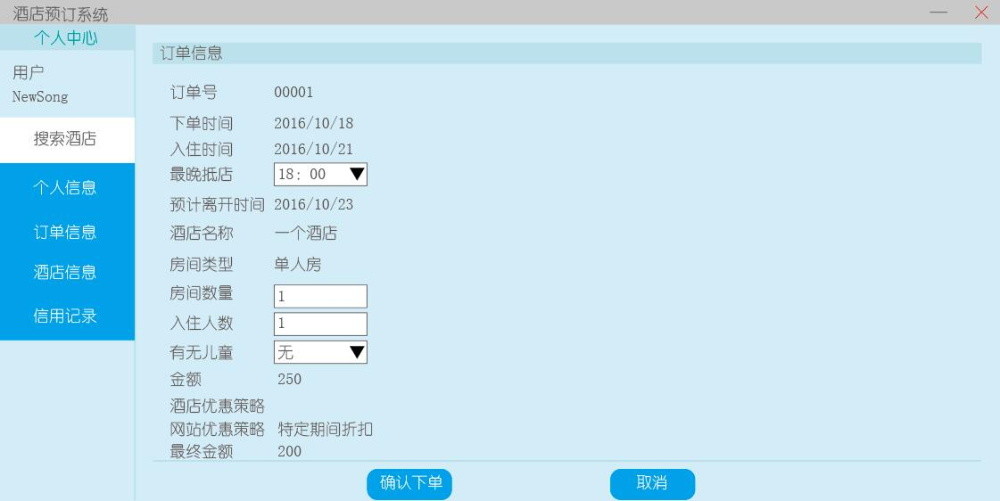 酒店预订系统
个人中心
用户
NewSong
搜索酒店
个人信息
订单信息
酒店信息
信用记录
订单信息
订单号 00001
下单时间 2016/10/18
入住时间 2016/10/21
最晚抵店 18: 00
预计离开时间 2016/10/23
酒店名称 一个酒店
房间类型 单人房
房间数量 1
入住人数 1
有无儿童 无
金额 250
酒店优惠策略
网站优惠策略 特定期间折扣
最终金额 200
确认下单 取消